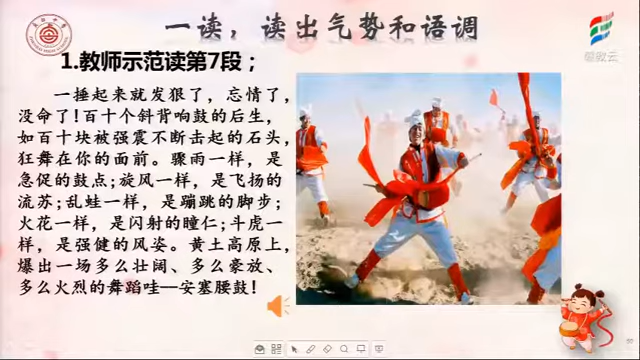 一读，读出气势和语调
1.教师示范读第7段；
一捶起来就发狠了，忘情了，
没命了！百十个斜背响鼓的后生，
如百十块被强震不断击起的石头，
狂舞在你的面前。骤雨一样，是
急促的鼓点；旋风一样，是飞扬的
流苏；乱蛙一样，是蹦跳的脚步；
火花一样，是闪射的瞳仁；斗虎一
样，是强健的风姿。黄土高原上，
爆出一场多么壮阔、多么豪放、
多么火烈的舞蹈哇—安塞腰鼓！